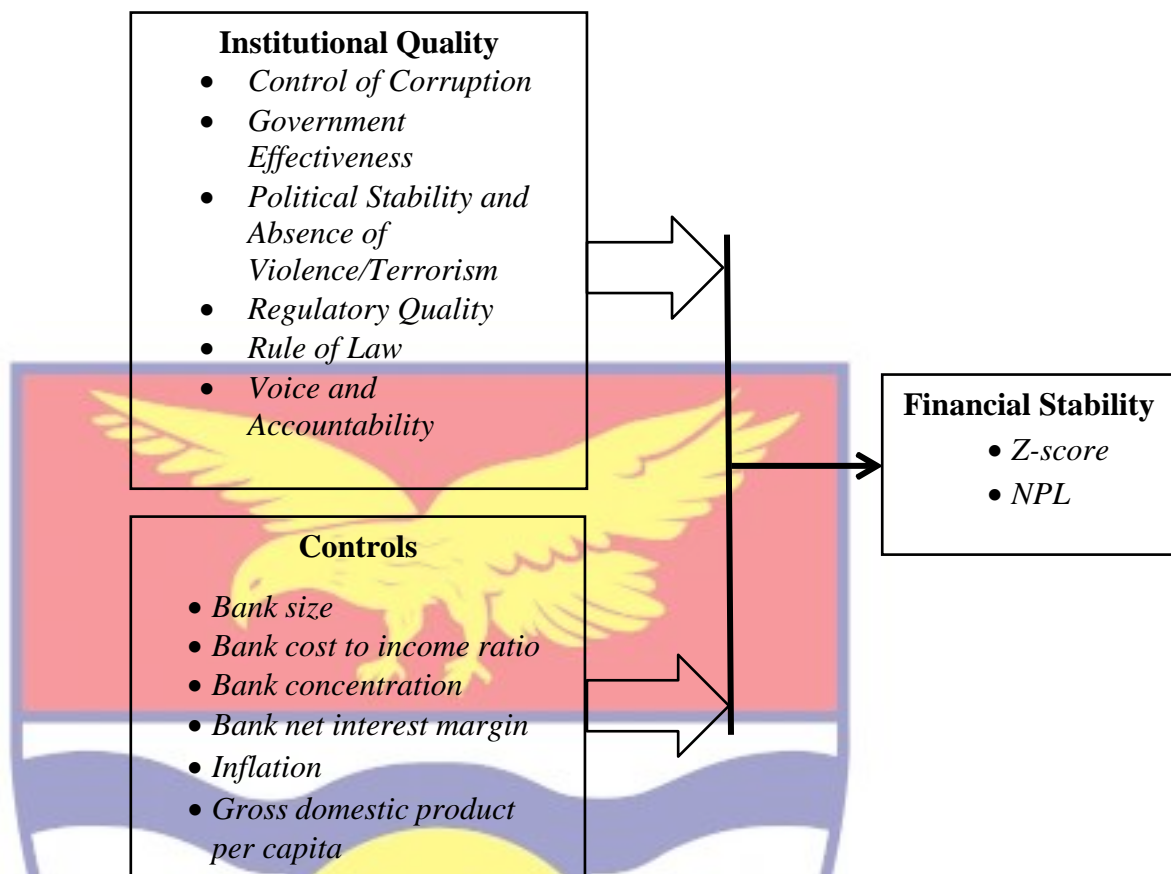 Institutional Quality
• Control of Corruption
• Government
Effectiveness
• Political Stability and
Absence of
Violence/Terrorism
• Regulatory Quality
• Rule of Law
• Voice and
Accountability
Controls
• Bank size
• Bank cost to income ratio
• Bank concentration
• Bank net interest margin
• Inflation
• Gross domestic product
per capita
Financial Stability
• Z-score
• NPL